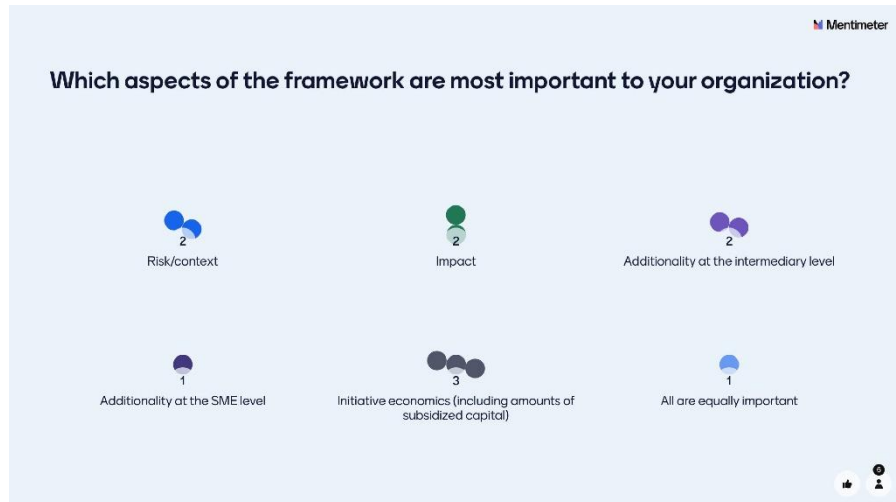 Mentimeter
Which aspects of the framework are most important to your organization?
2
Risk/context
2
Impact
2
Additionality at the intermediary level
1
Additionality at the SME level
3
Initiative economics (including amounts of
subsidized capital)
1
All are equally important
6